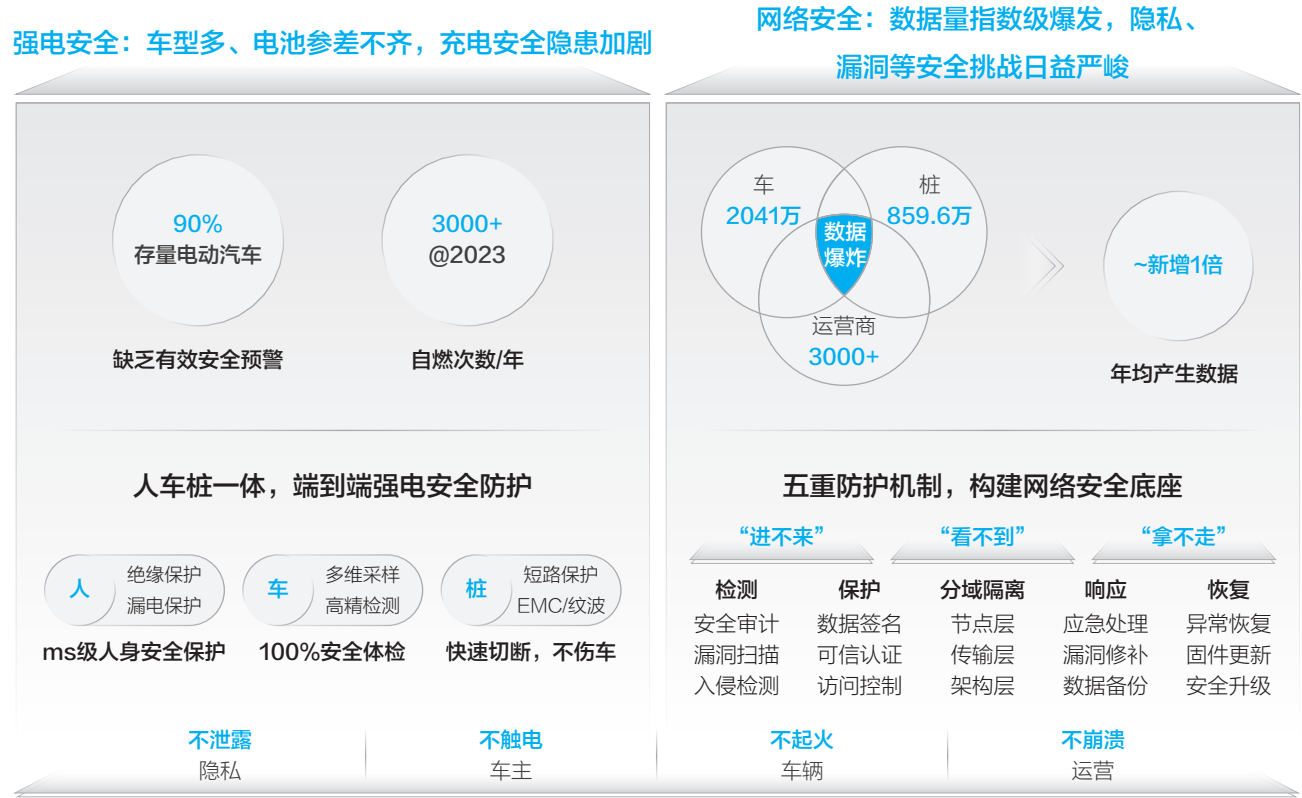 强电安全：车型多、电池参差不齐，充电安全隐患加剧
90%
存量电动汽车
缺乏有效安全预警
3000+
@2023
自燃次数/年
人车桩一体，端到端强电安全防护
人
绝缘保护
漏电保护
ms级人身安全保护
车
多维采样
高精检测
100%安全体检
桩
短路保护
EMC/纹波
快速切断，不伤车
网络安全：数据量指数级爆发，隐私、
漏洞等安全挑战日益严峻
车
2041万
桩
859.6万
数据
爆炸
运营商
3000+
~新增1倍
年均产生数据
五重防护机制，构建网络安全底座
“进不来”
“看不到”
“拿不走”
检测
安全审计
漏洞扫描
入侵检测
保护
数据签名
可信认证
访问控制
分域隔离
节点层
传输层
架构层
响应
应急处理
漏洞修补
数据备份
恢复
异常恢复
固件更新
安全升级
不泄露
隐私
不触电
车主
不起火
车辆
不崩溃
运营